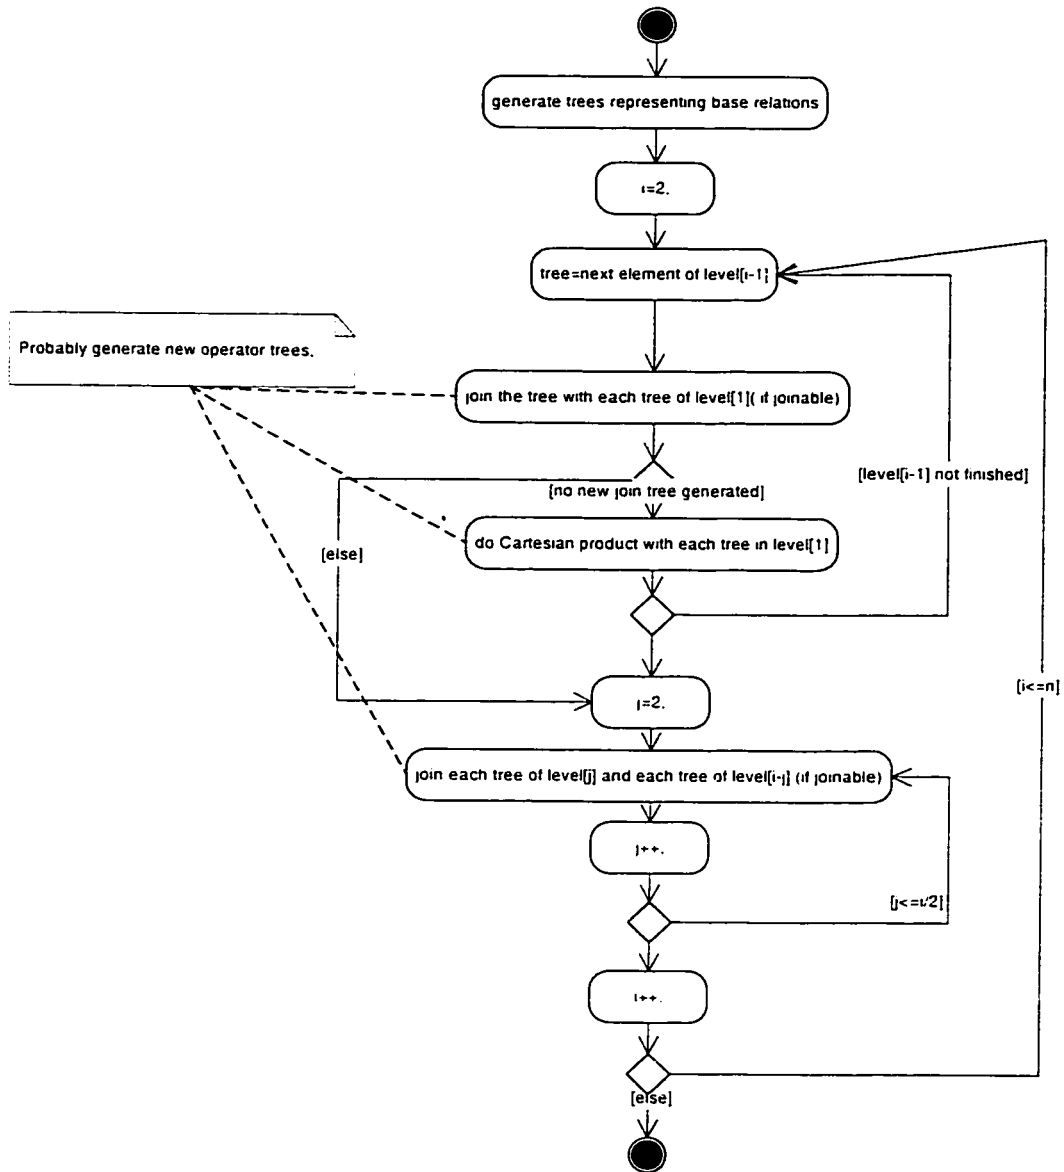 generate trees representing base relations
i=2.
tree=next element of level[i-1]
Probably generate new operator trees.
join the tree with each tree of level[1]( if joinable)
[level[i-1] not finished]
[no new join tree generated]
do Cartesian product with each tree in level[1]
[else]
[i<=n]
j=2.
join each tree of level[j] and each tree of level[i-j] (if joinable)
j++.
[j<=i/2]
i++.
[else]